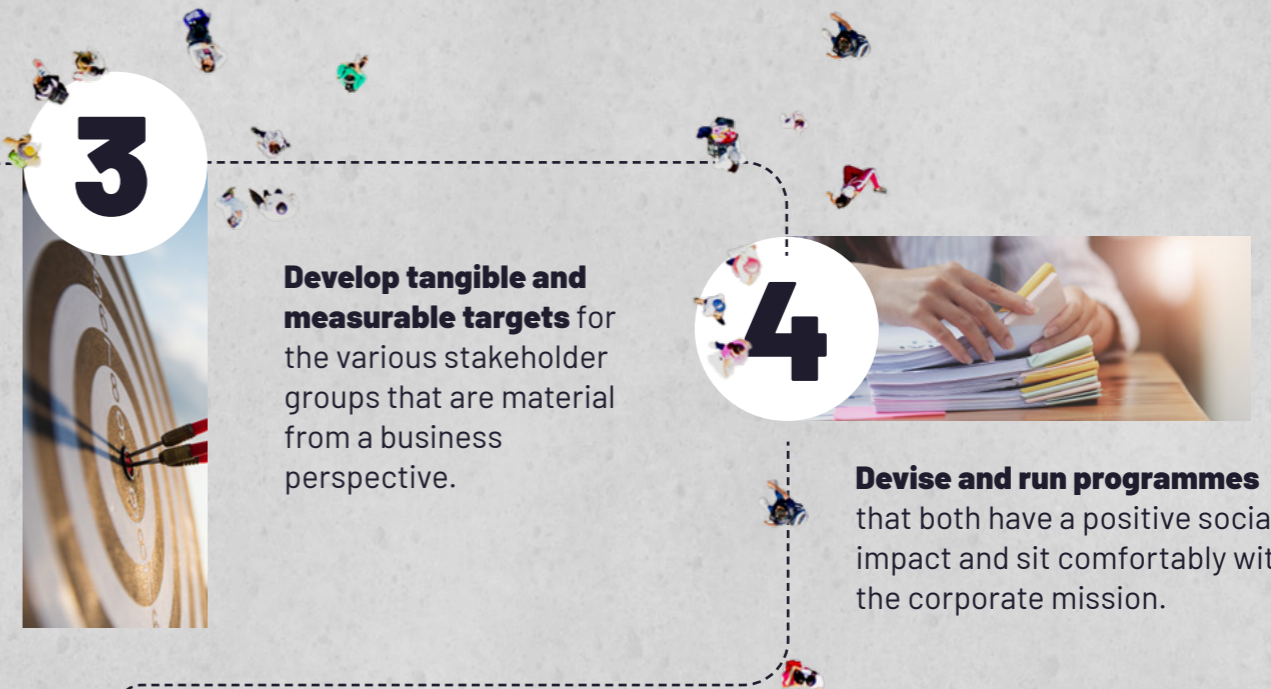 3
Develop tangible and
measurable targets for
the various stakeholder
groups that are material
from a business
perspective.
4
Devise and run programmes
that both have a positive socia
impact and sit comfortably wit
the corporate mission.